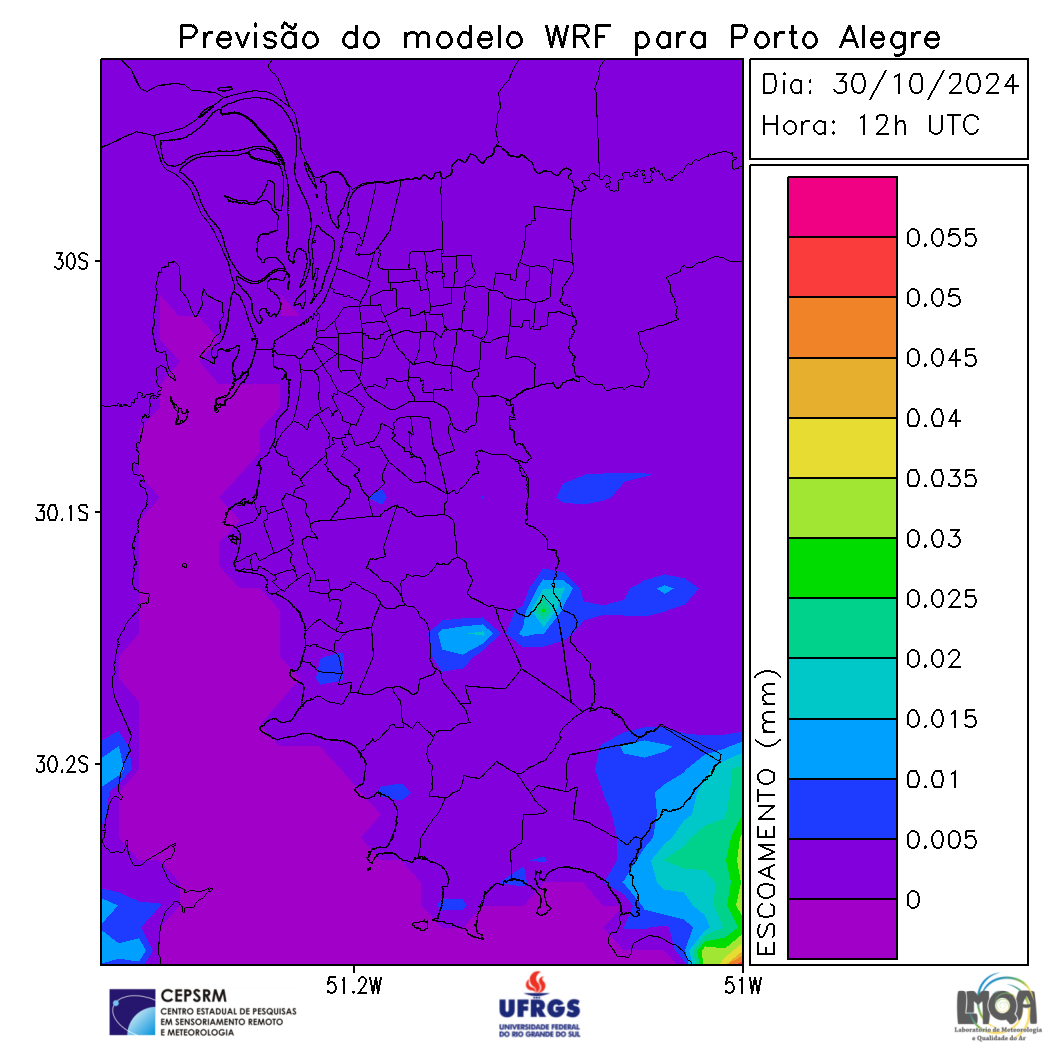 Previsão do modelo WRF para Porto Alegre
Dia: 30/10/2024
Hora: 12h UTC
30S
30.1S
30.2S
51.2W
51W
ESCOAMENTO (mm)
0.055
0.05
0.045
0.04
0.035
0.03
0.025
0.02
0.015
0.01
0.005
0
CEPSRM
CENTRO ESTADUAL DE PESQUISAS
EM SENSORIAMENTO REMOTO
E METEOROLOGIA
UFRGS
UNIVERSIDADE FEDERAL
DO RIO GRANDE DO SUL
LMQA
Laboratório de Meteorologia
e Qualidade do Ar